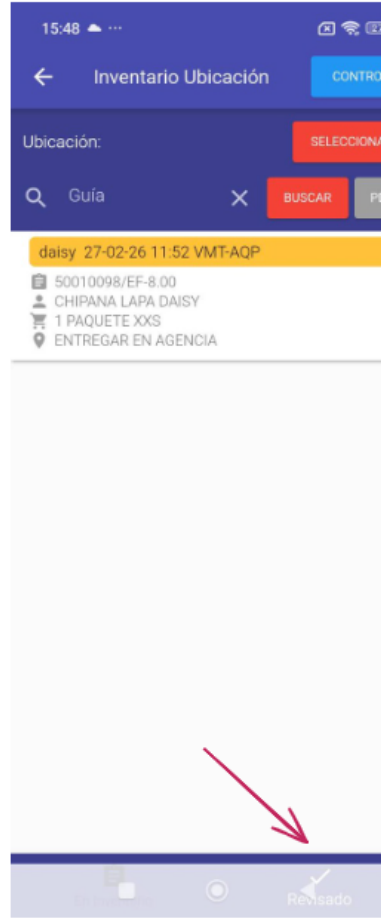 15:48
Inventario Ubicación
CONTRO
Ubicación:
SELECCIONA
Guía
BUSCAR
daisy 27-02-26 11:52 VMT-AQP
50010098/EF-8.00
CHIPANA LAPA DAISY
1 PAQUETE XXS
ENTREGAR EN AGENCIA
Revisado